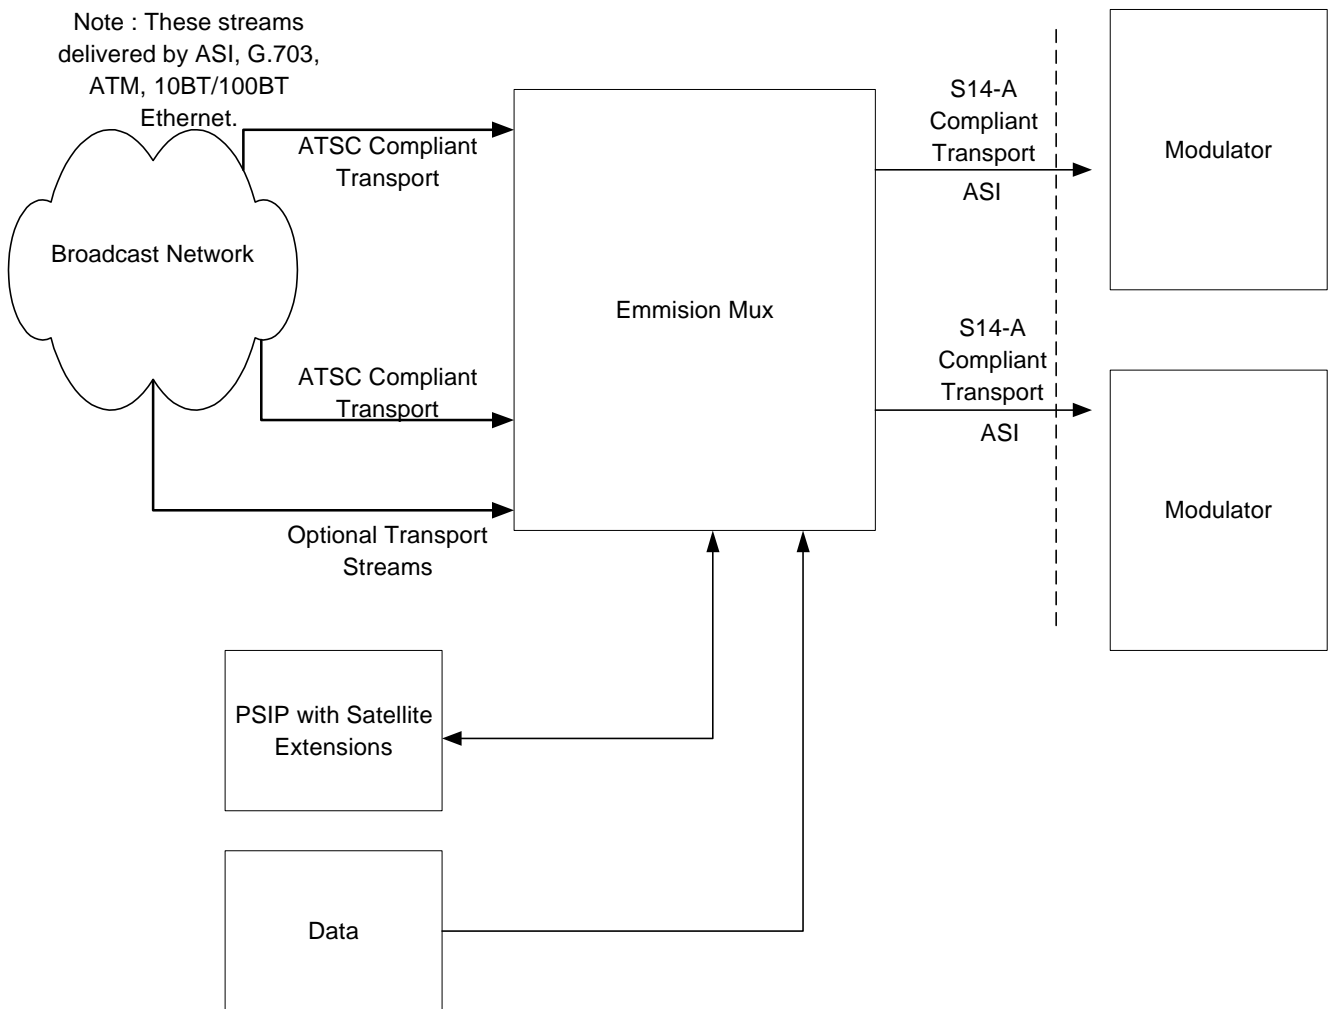 Note : These streams
delivered by ASI, G.703,
ATM, 10BT/100BT
Ethernet.
ATSC Compliant
Transport
Broadcast Network
ATSC Compliant
Transport
Optional Transport
Streams
Emmision Mux
S14-A
Compliant
Transport
ASI
Modulator
S14-A
Compliant
Transport
ASI
Modulator
PSIP with Satellite
Extensions
Data